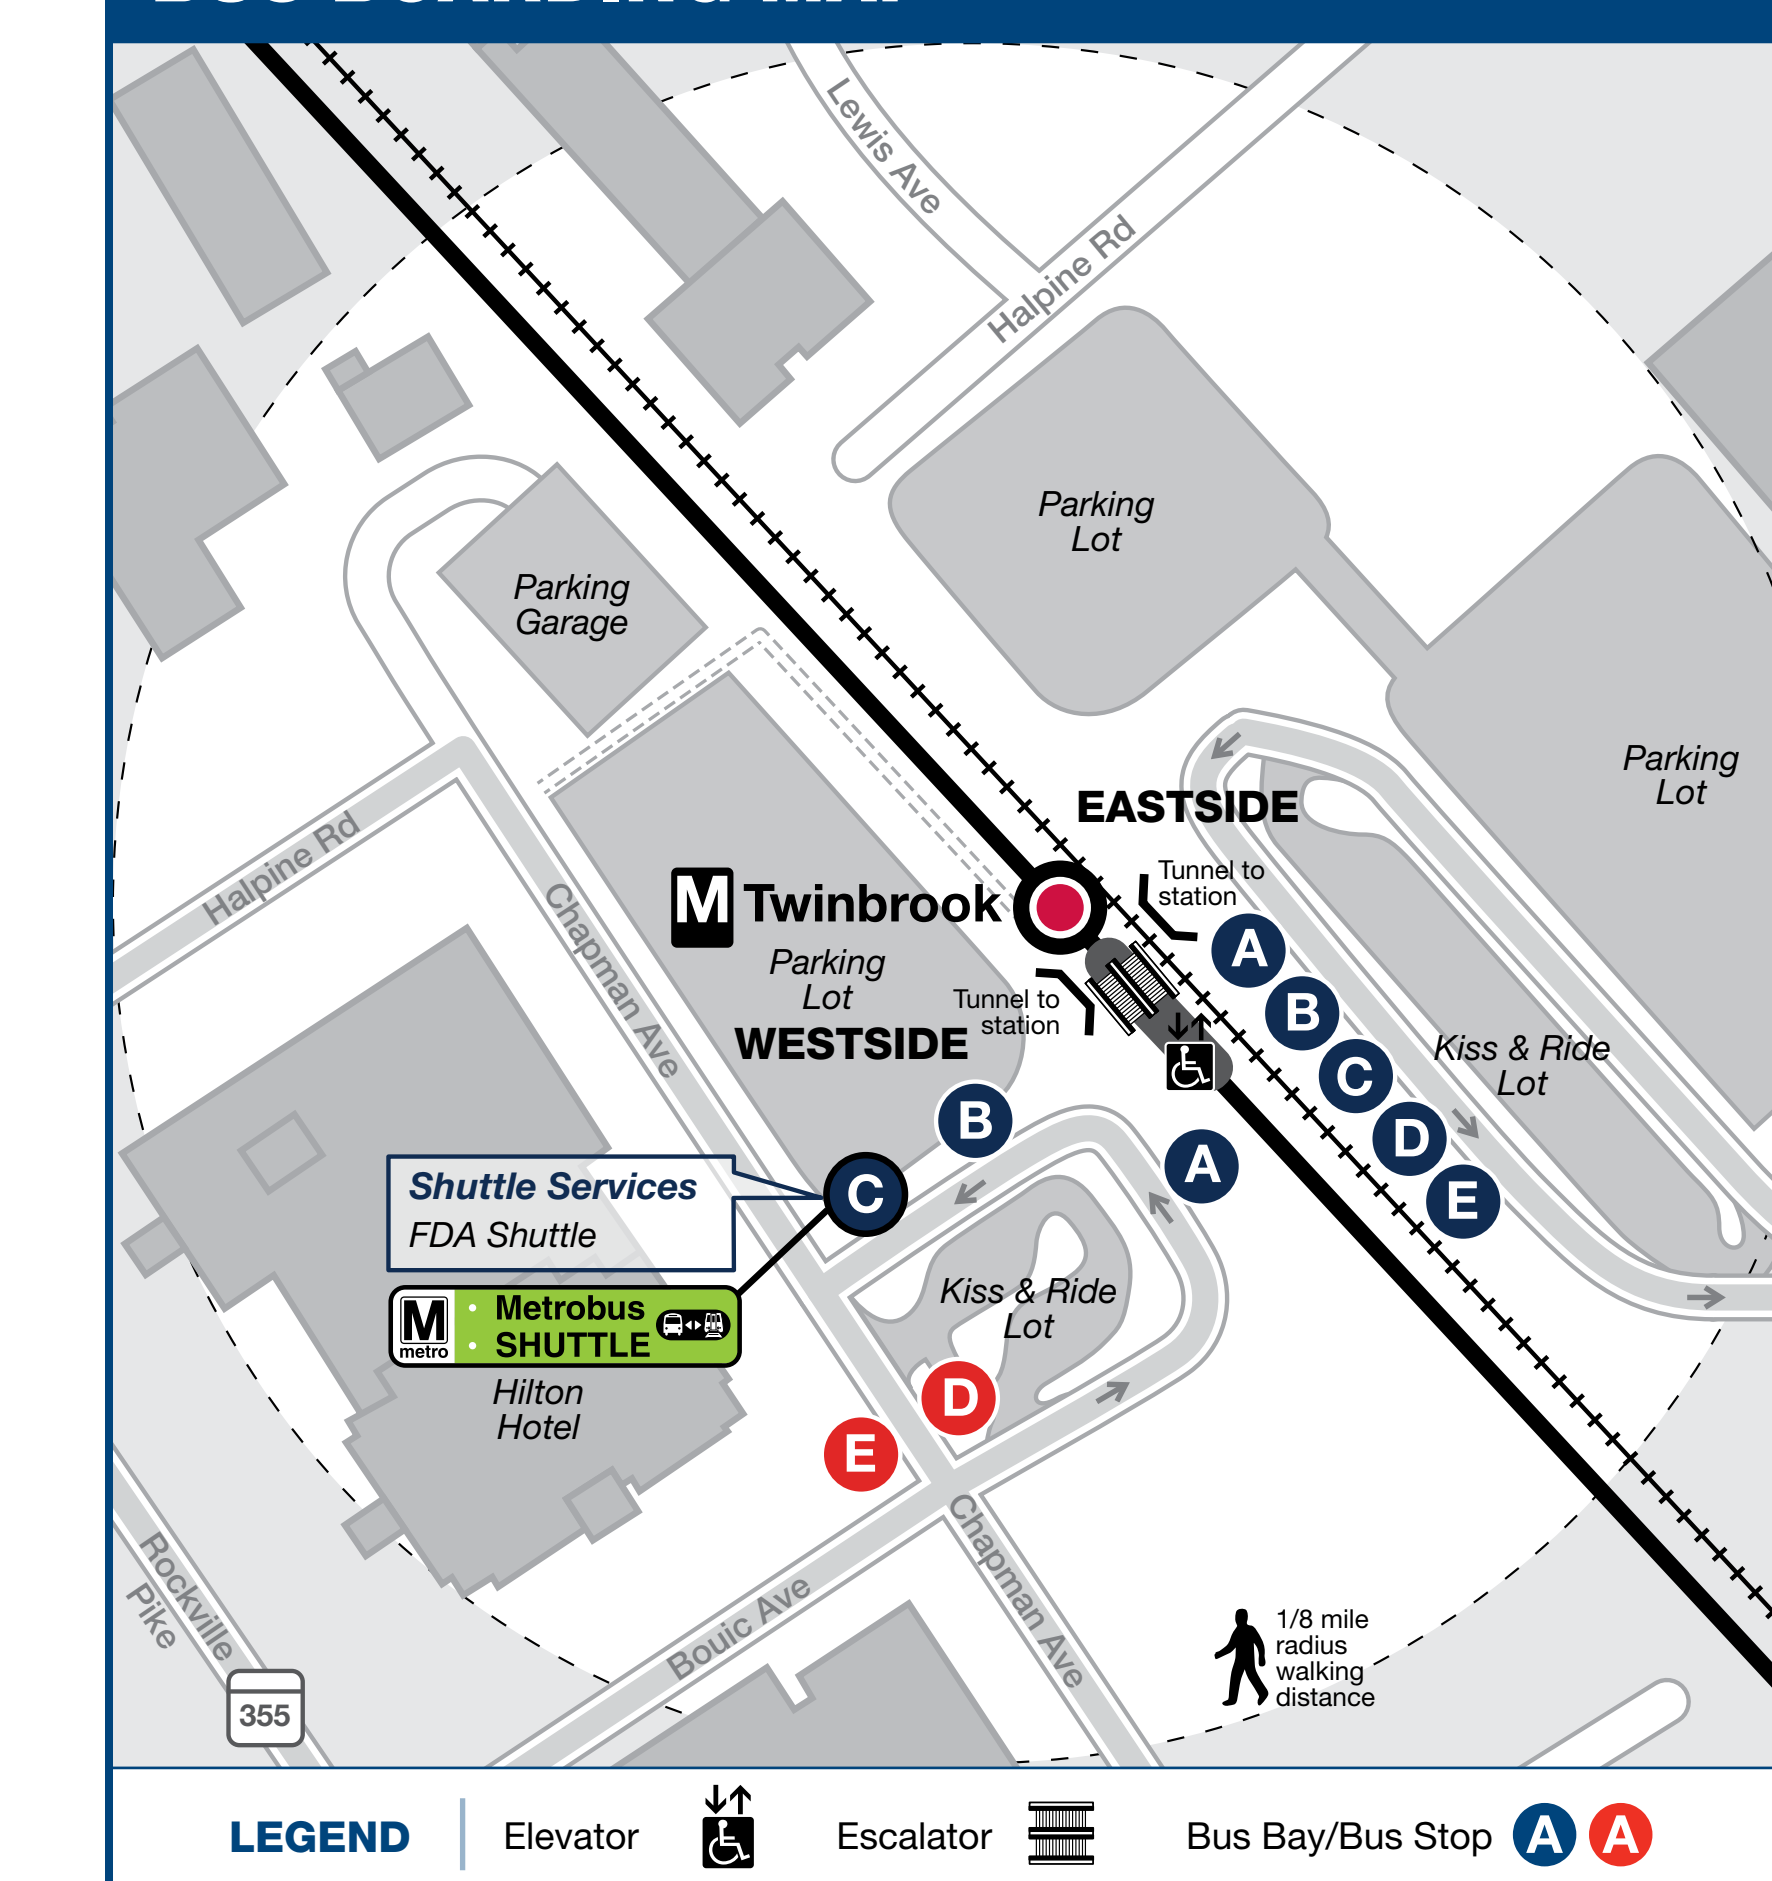 BUS BOARDING MAP
Lewis Ave
Halpine Rd
Parking
Lot
Parking
Garage
Parking
Lot
EASTSIDE
Tunnel to
station
Halpine Rd
Chapman Ave
M Twinbrook
Parking
Lot
WESTSIDE
Tunnel to
station
A
B
C
D
E
Kiss & Ride
Lot
B
A
C
Shuttle Services
FDA Shuttle
M
metro
• Metrobus
• SHUTTLE
Kiss & Ride
Lot
Hilton
Hotel
D
E
Chapman Ave
Bouic Ave
Rockville
Pike
355
1/8 mile
radius
walking
distance
LEGEND
Elevator
Escalator
Bus Bay/Bus Stop A A